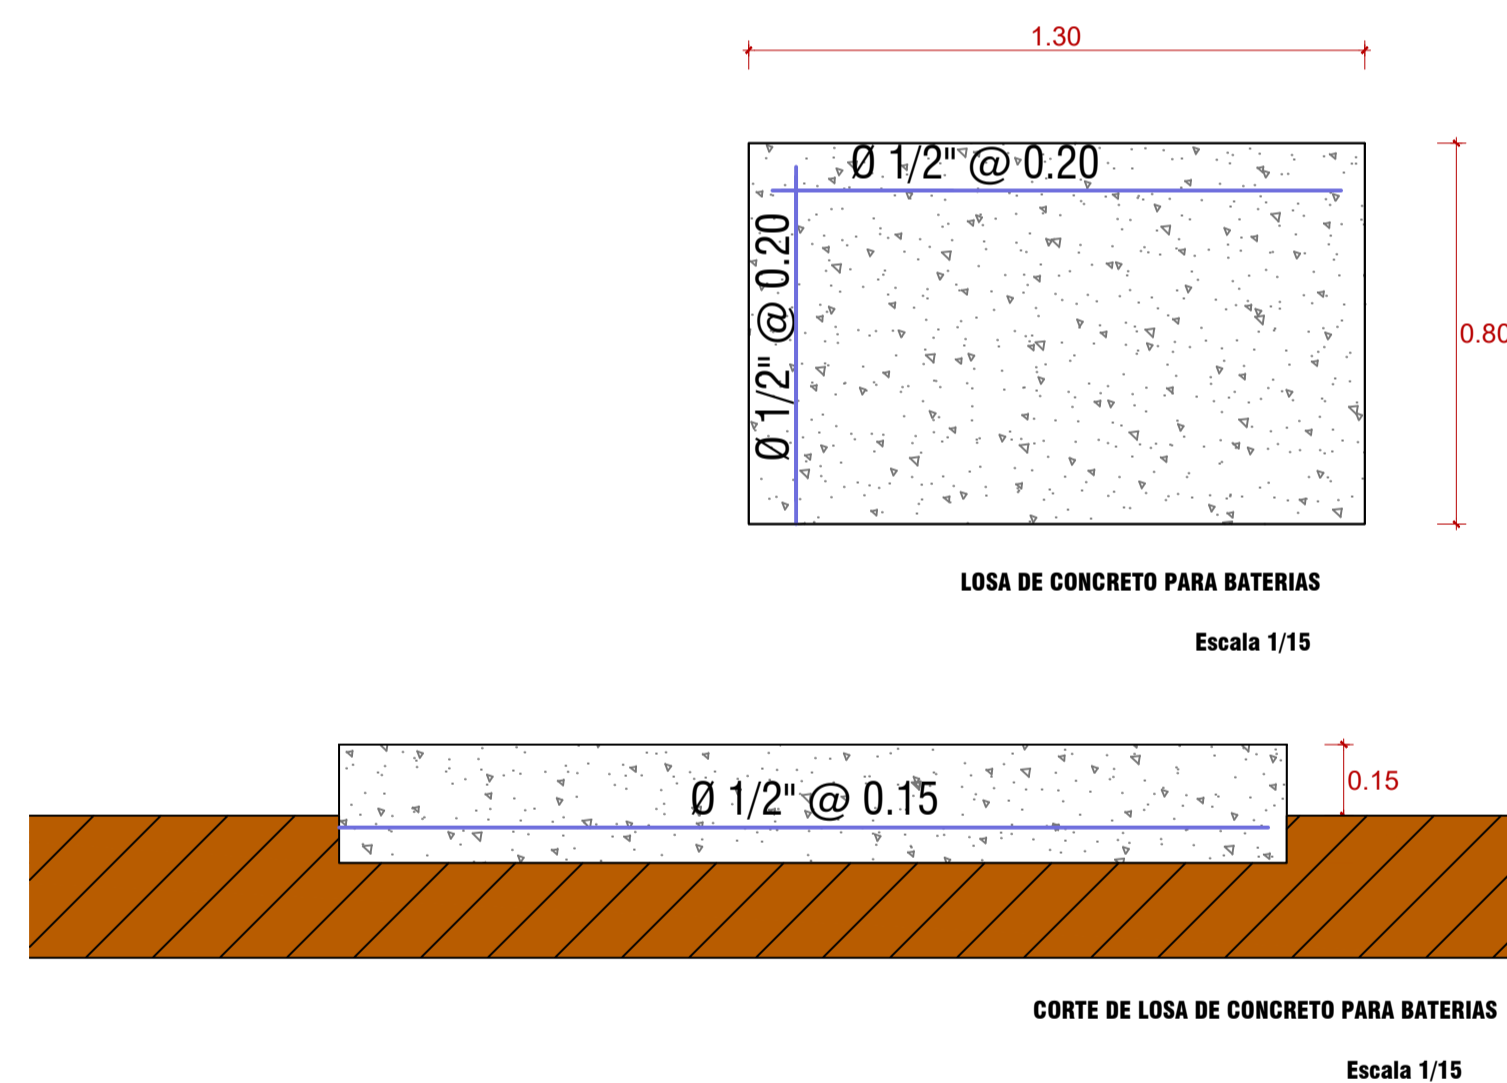 1.30
Ø 1/2" @ 0.20
Ø 1/2" @ 0.20
0.80
LOSA DE CONCRETO PARA BATERIAS
Escala 1/15
Ø 1/2" @ 0.15
0.15
CORTE DE LOSA DE CONCRETO PARA BATERIAS
Escala 1/15